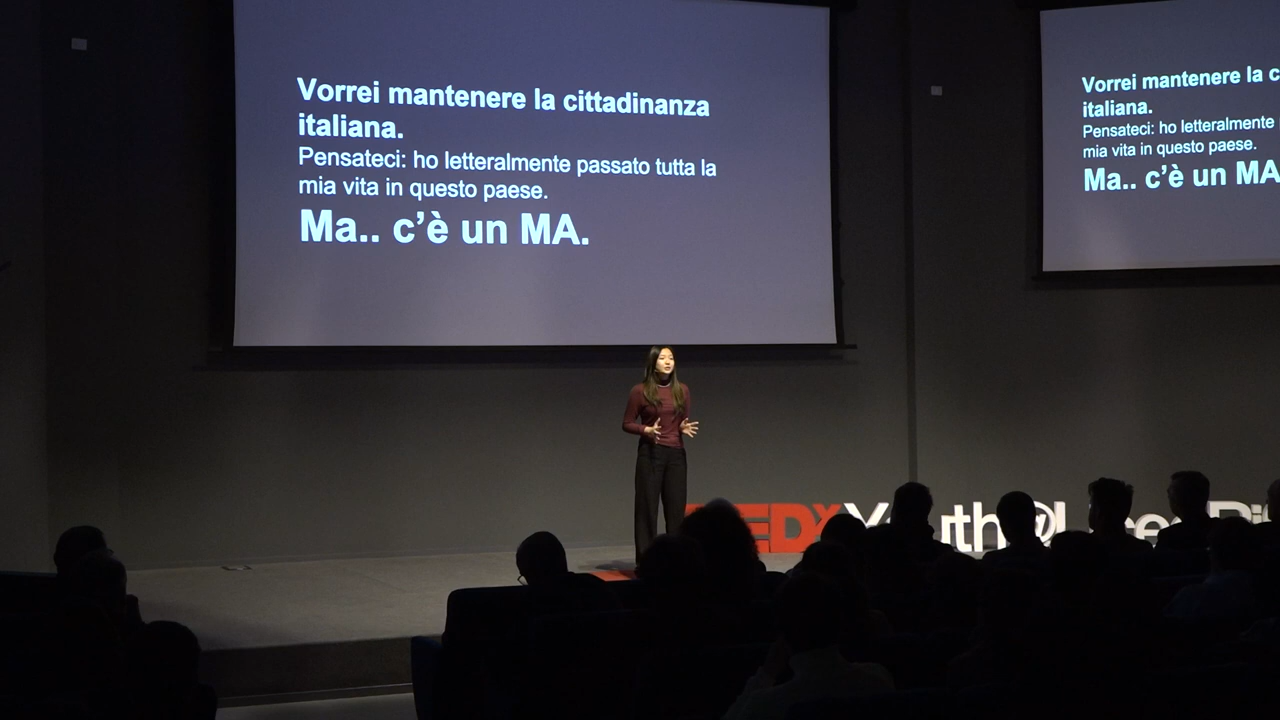 Vorrei mantenere la cittadinanza
italiana.
Pensateci: ho letteralmente passato tutta la
mia vita in questo paese.
Ma.. c'è un MA.
Vorrei mantenere la c
italiana.
Pensateci: ho letteralmente
mia vita in questo paese.
Ma.. c'è un MA
TEDx